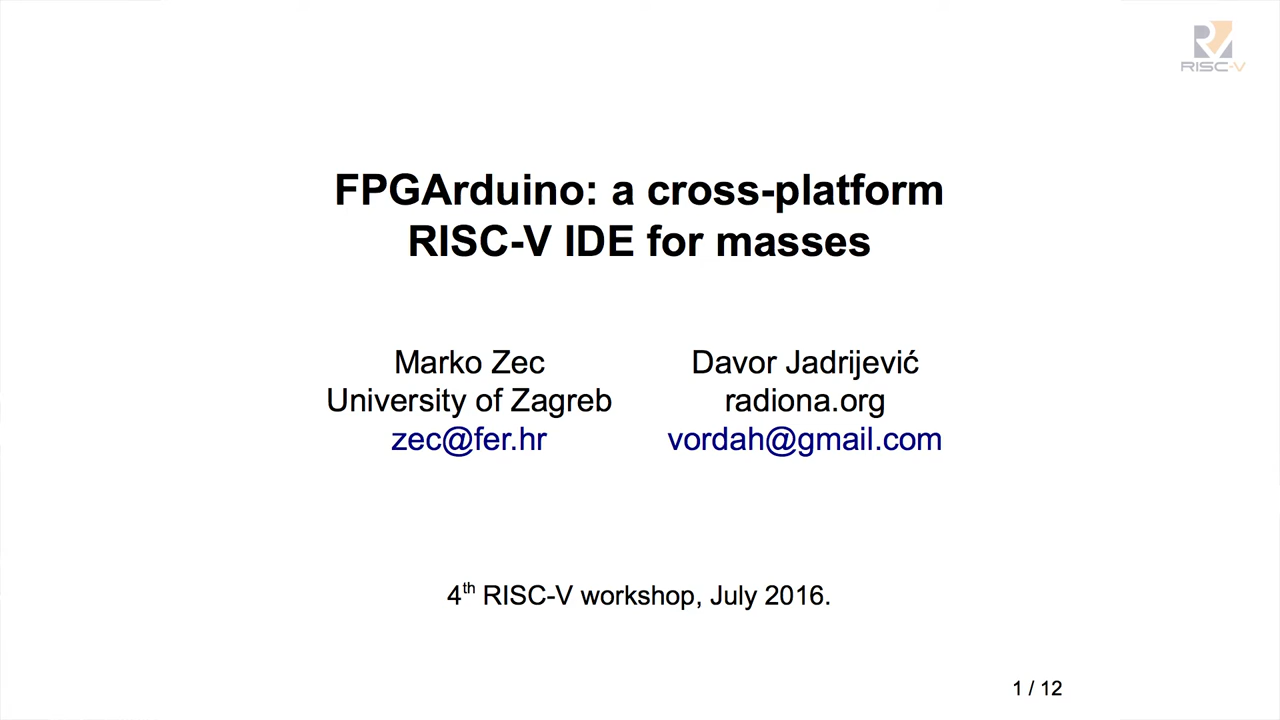 RISC-V
FPGArduino: a cross-platform
RISC-V IDE for masses
Marko Zec
University of Zagreb
zec@fer.hr
Davor Jadrijević
radiona.org
vordah@gmail.com
4th RISC-V workshop, July 2016.
1 / 12